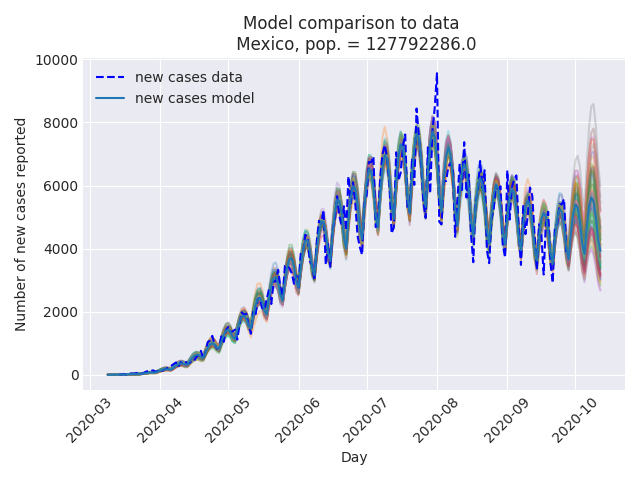 Model comparison to data
Mexico, pop. = 127792286.0
new cases data
new cases model
Number of new cases reported
10000
8000
6000
4000
2000
0
2020-03
2020-04
2020-05
2020-06
2020-07
2020-08
2020-09
2020-10
Day